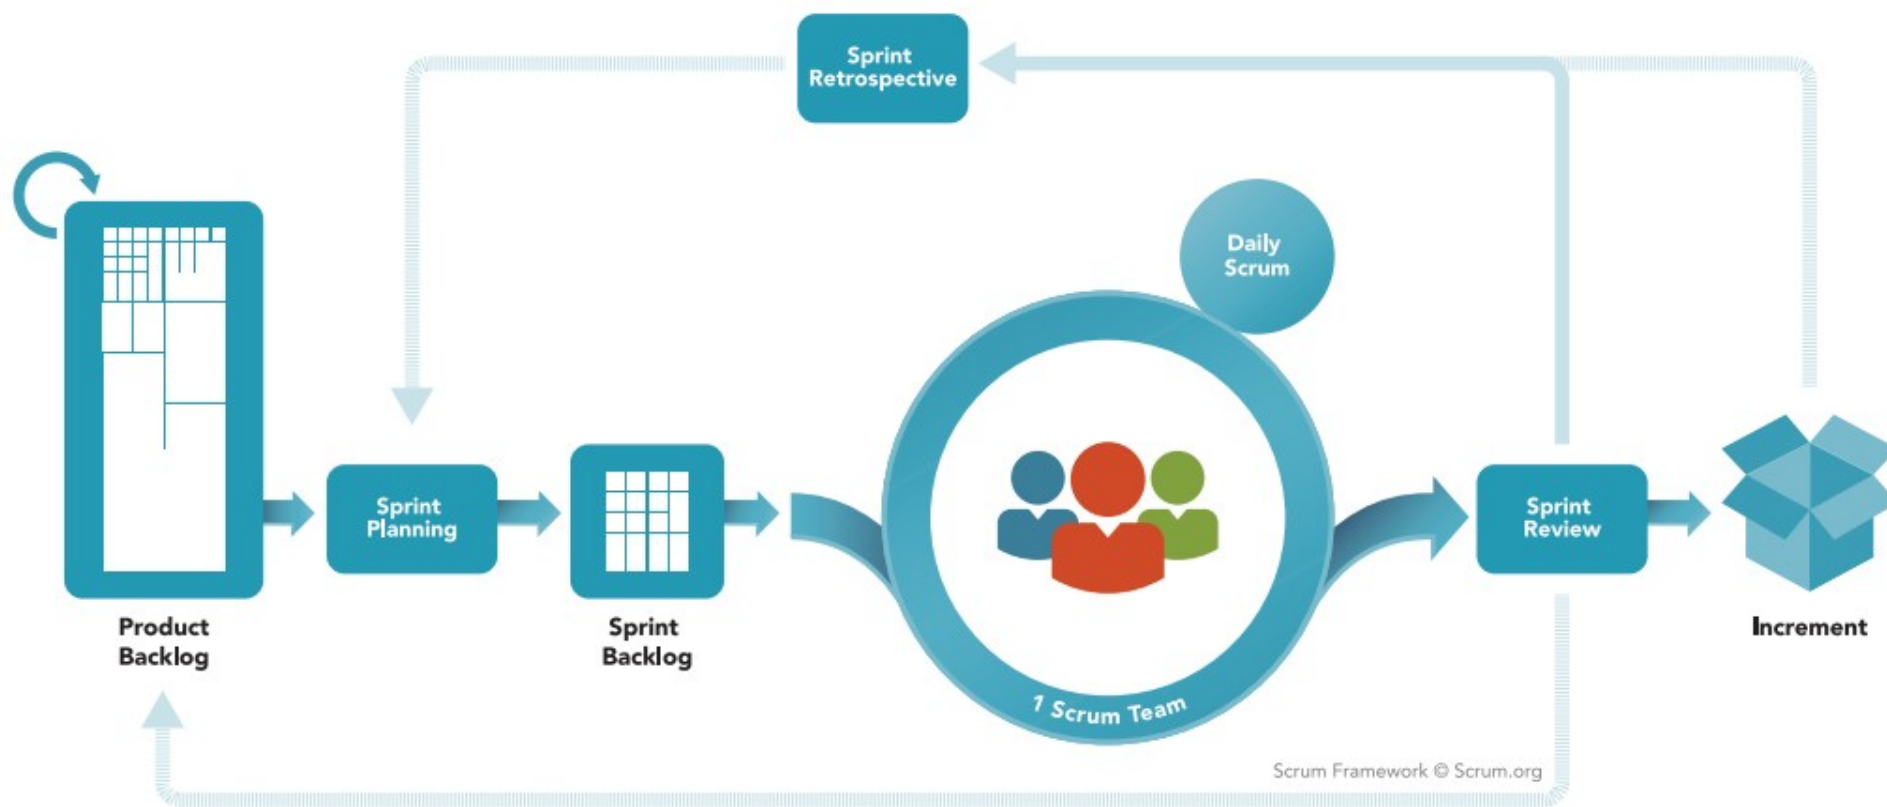 Sprint
Retrospective
Daily
Scrum
Sprint
Planning
Sprint
Review
Product
Backlog
Sprint
Backlog
1 Scrum Team
Increment
Scrum Framework © Scrum.org